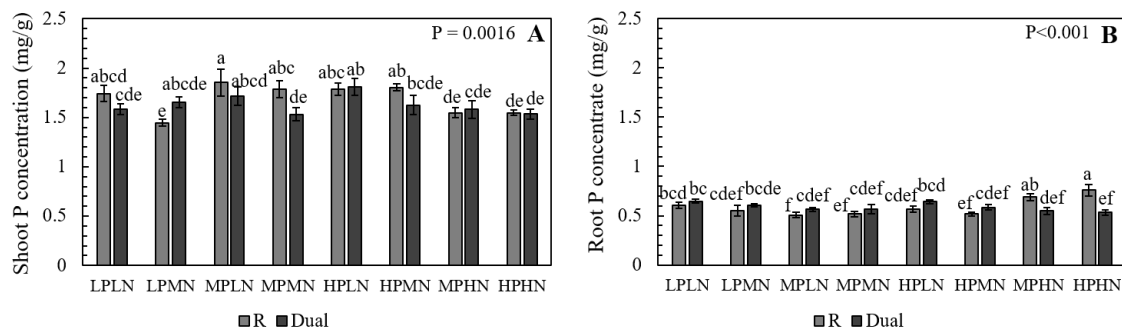 P = 0.0016 A
Shoot P concentration (mg/g)
2.5
2
1.5
1
0.5
0
abcd cde e abcde a abcd abc de abc ab ab bcde de cde de de
LPLN LPMN MPLN MPMN HPLN HPMN MPHN HPHN
R Dual
P<0.001 B
Root P concentrate (mg/g)
2.5
2
1.5
1
0.5
0
bcd bc cdef bcde f cdef ef cdef cdef bcd ef cdef ab def a ef
LPLN LPMN MPLN MPMN HPLN HPMN MPHN HPHN
R Dual